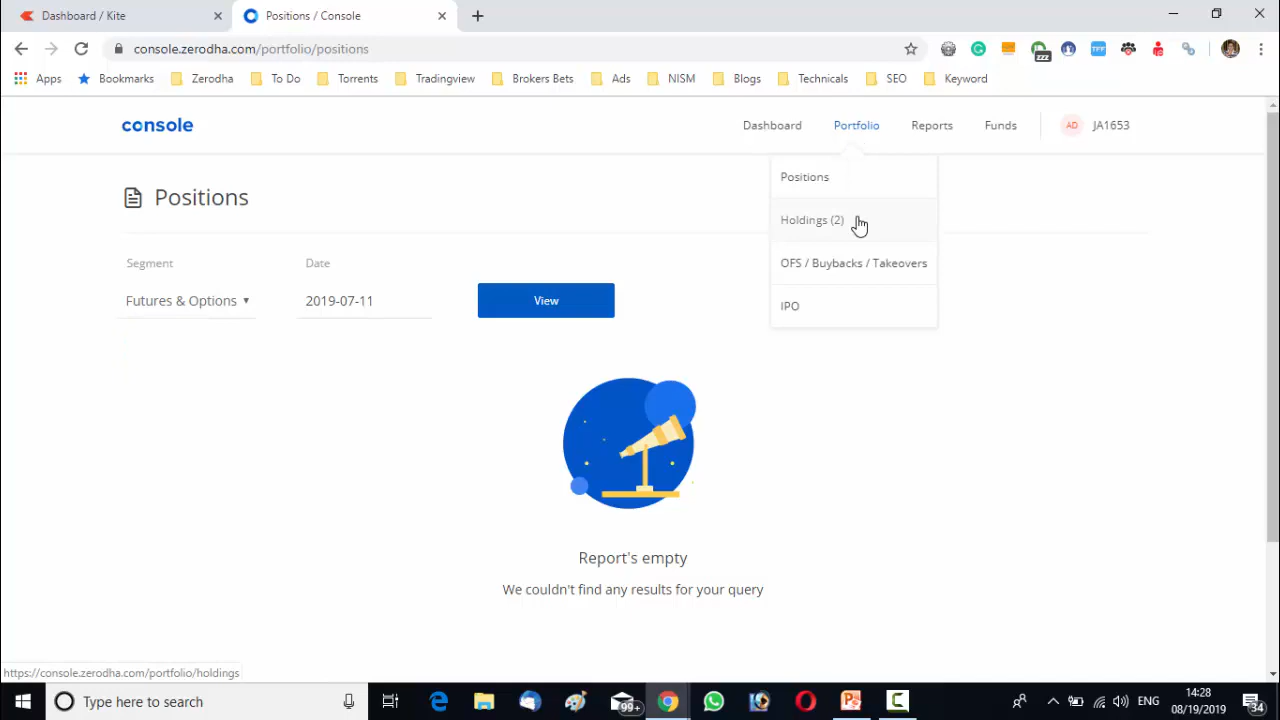 Dashboard / Kite
Positions / Console
console.zerodha.com/portfolio/positions
zzz
TFF
Apps
Bookmarks
Zerodha
To Do
Torrents
Tradingview
Brokers Bets
Ads
NISM
Blogs
Technicals
SEO
Keyword
console
Dashboard
Portfolio
Reports
Funds
AD
JA1653
Positions
Positions
Holdings (2)
OFS / Buybacks / Takeovers
IPO
Segment
Date
Futures & Options
2019-07-11
View
Report's empty
We couldn't find any results for your query
https://console.zerodha.com/portfolio/holdings
Type here to search
99+
ENG
14:28
08/19/2019
34